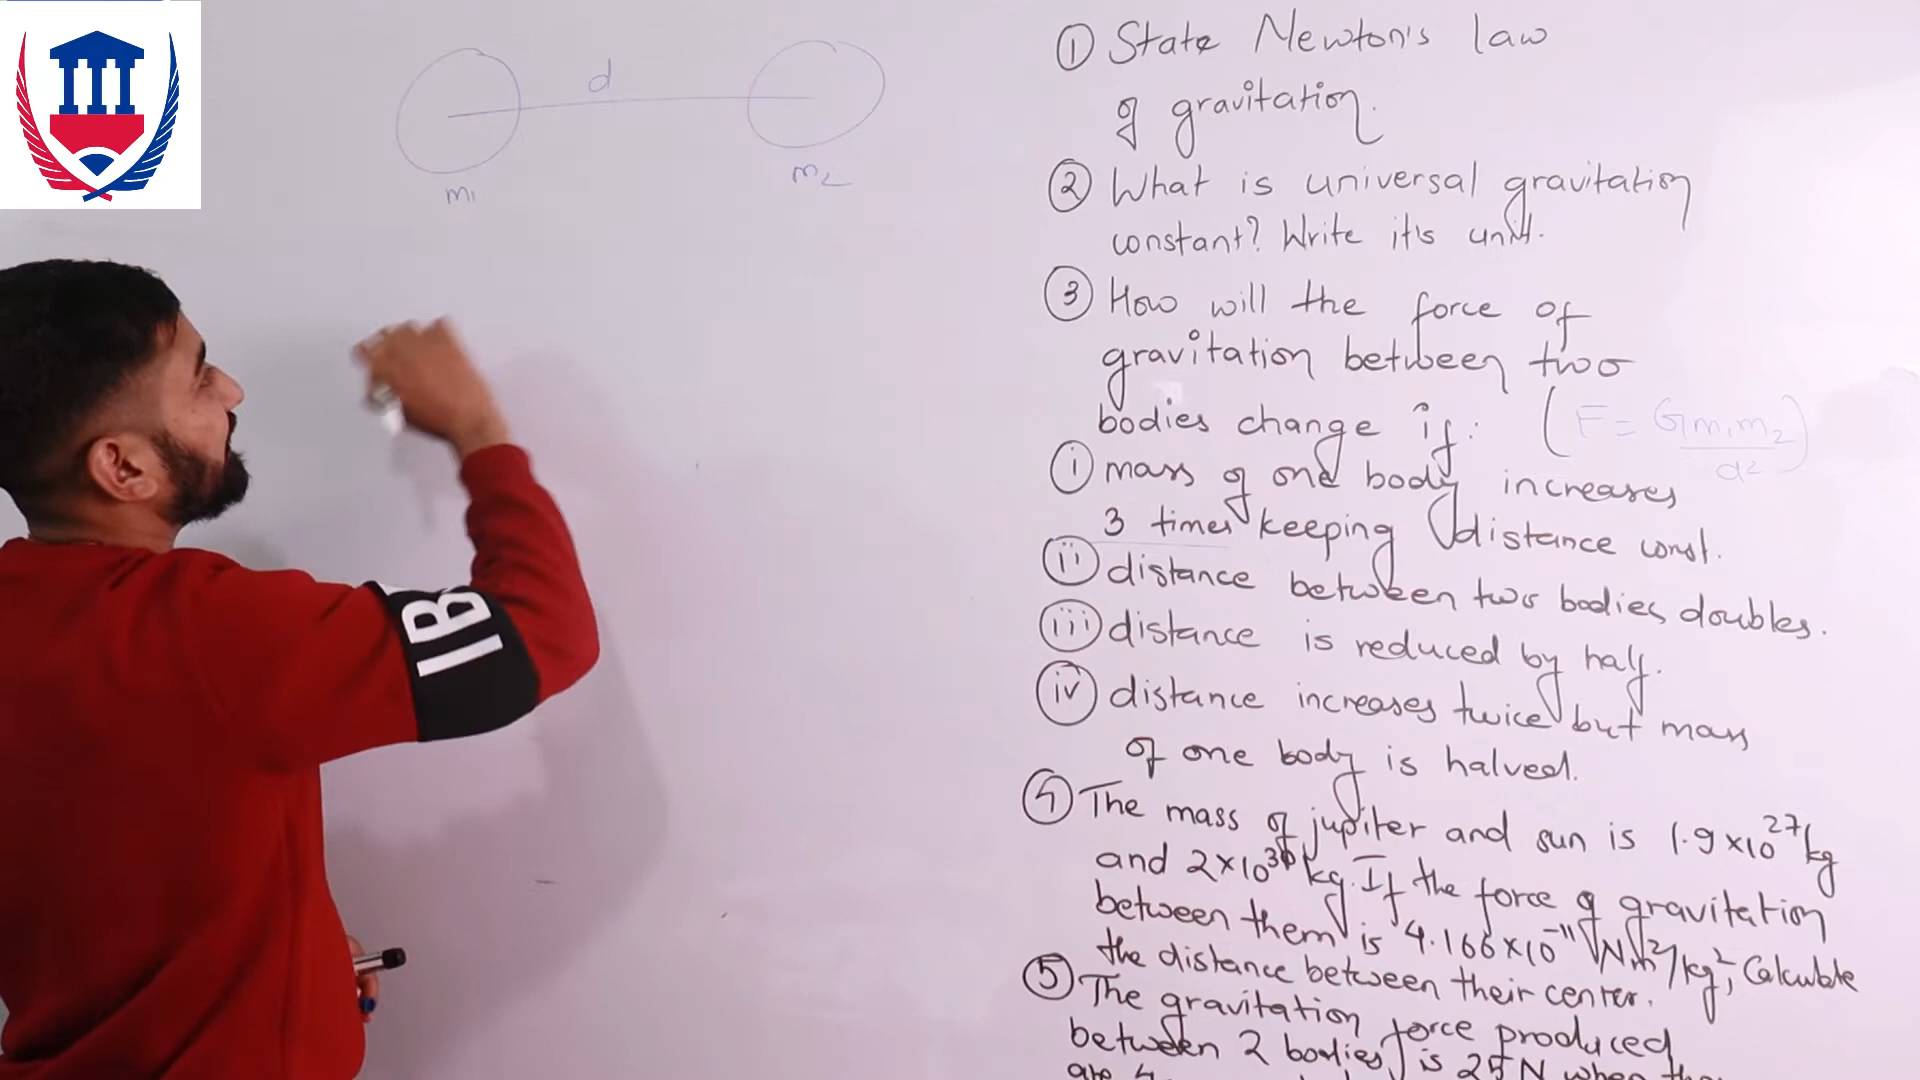 d
m1
m2
① State Newton's law
of gravitation.
② What is universal gravitation
constant? Write it's unit.
③ How will the force of
gravitation between two
bodies change if: (F = Gm1m2/d2)
ⓘ mass of one body increases
3 times keeping distance const.
ⅱ distance between two bodies doubles.
ⅲ distance is reduced by half.
ⅳ distance increases twice but mass
of one body is halved.
④ The mass of jupiter and sun is 1.9×10²⁷kg
and 2×10³⁰ kg. If the force of gravitation
between them is 4.166×10⁻¹¹ Nm²/kg²,
the distance between their center.
⑤ The gravitation force produced
between 2 bodies is 25 N when
IB